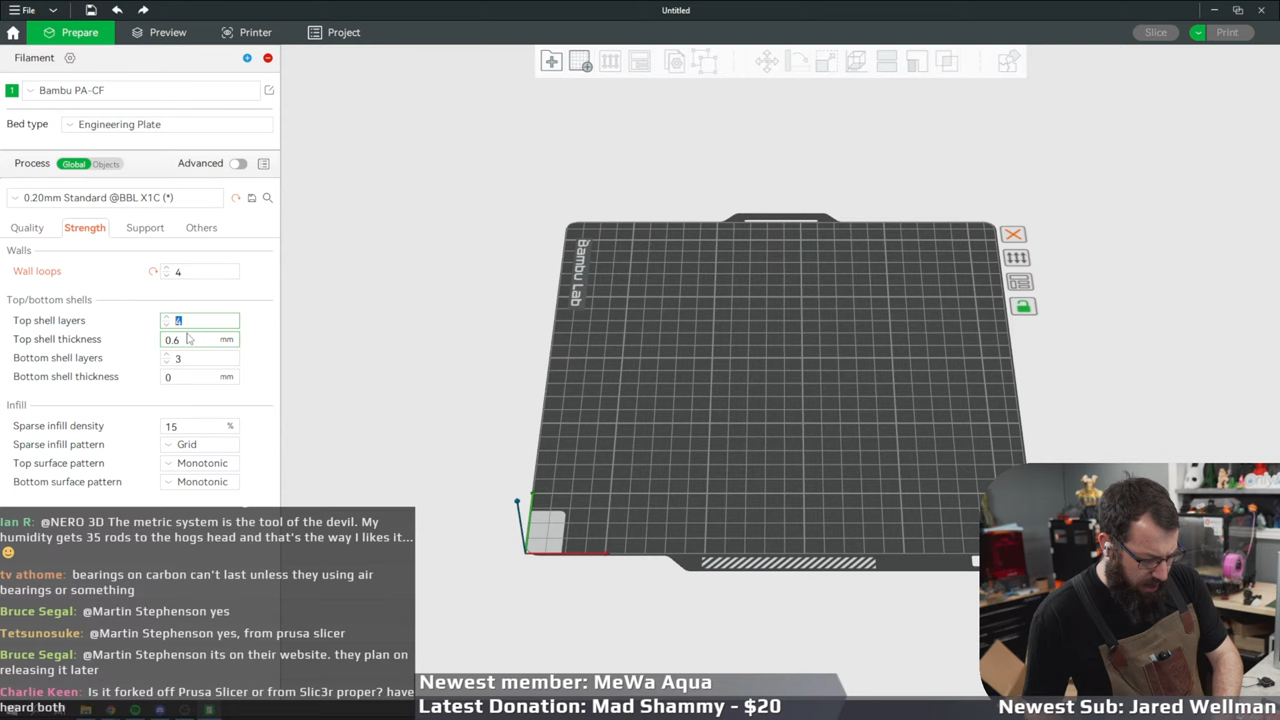 File
Untitled
Prepare
Preview
Printer
Project
Slice
Print
Filament
1
Bambu PA-CF
Bed type
Engineering Plate
Process
Global
Objects
Advanced
0.20mm Standard @BBL X1C (*)
Quality
Strength
Support
Others
Walls
Wall loops
4
Top/bottom shells
Top shell layers
4
Top shell thickness
0.6
mm
Bottom shell layers
3
Bottom shell thickness
0
mm
Infill
Sparse infill density
15
%
Sparse infill pattern
Grid
Top surface pattern
Monotonic
Bottom surface pattern
Monotonic
Bambu Lab
Ian R: @NERO 3D The metric system is the tool of the devil. My
humidity gets 35 rods to the hogs head and that's the way I likes it...
tv athome: bearings on carbon can't last unless they using air
bearings or something
Bruce Segal: @Martin Stephenson yes
Tetsunosuke: @Martin Stephenson yes, from prusa slicer
Bruce Segal: @Martin Stephenson its on their website. they plan on
releasing it later
Charlie Keen: Is it forked off Prusa Slicer or from Slic3r proper? have
heard both
Newest member: MeWa Aqua
Latest Donation: Mad Shammy - $20
Newest Sub: Jared Wellman